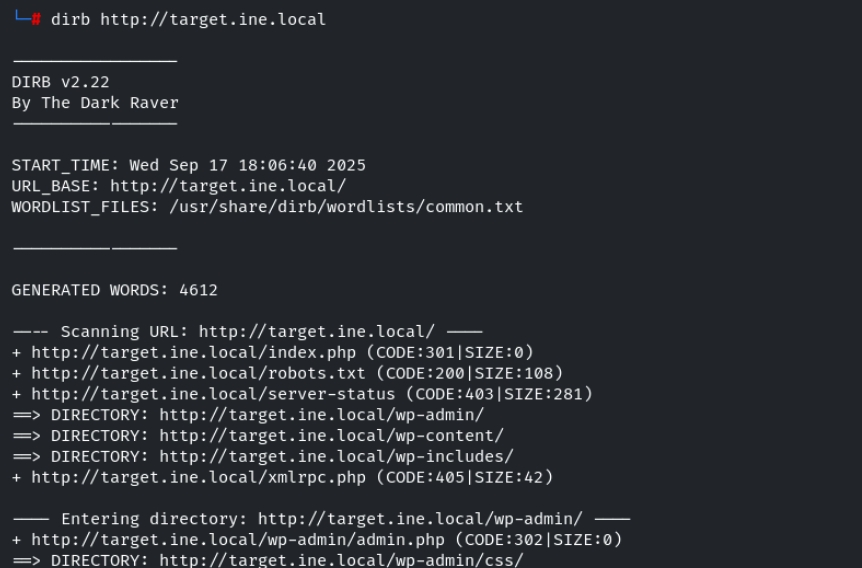 └─# dirb http://target.ine.local
-----------------
DIRB v2.22
By The Dark Raver
-----------------
START_TIME: Wed Sep 17 18:06:40 2025
URL_BASE: http://target.ine.local/
WORDLIST_FILES: /usr/share/dirb/wordlists/common.txt
-----------------
GENERATED WORDS: 4612
---- Scanning URL: http://target.ine.local/ ----
+ http://target.ine.local/index.php (CODE:301|SIZE:0)
+ http://target.ine.local/robots.txt (CODE:200|SIZE:108)
+ http://target.ine.local/server-status (CODE:403|SIZE:281)
==> DIRECTORY: http://target.ine.local/wp-admin/
==> DIRECTORY: http://target.ine.local/wp-content/
==> DIRECTORY: http://target.ine.local/wp-includes/
+ http://target.ine.local/xmlrpc.php (CODE:405|SIZE:42)
---- Entering directory: http://target.ine.local/wp-admin/ ----
+ http://target.ine.local/wp-admin/admin.php (CODE:302|SIZE:0)
==> DIRECTORY: http://target.ine.local/wp-admin/css/